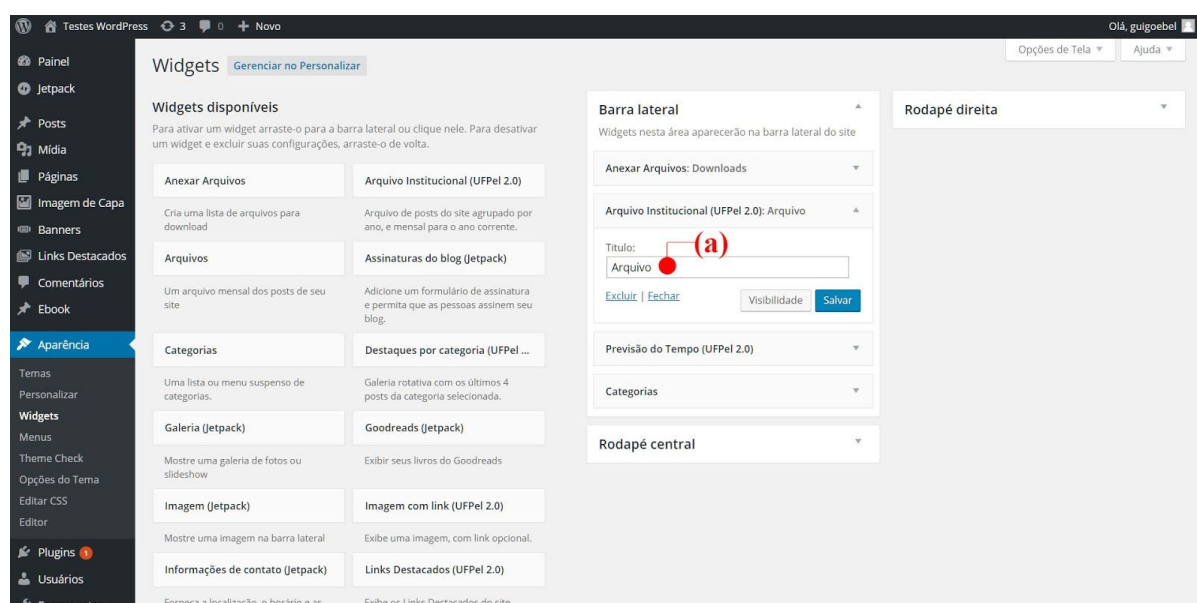 Testes WordPress 3 0 + Novo
Olá, guigoebel
Opções de Tela
Ajuda
Painel
Jetpack
Posts
Mídia
Páginas
Imagem de Capa
Banners
Links Destacados
Comentários
Ebook
Aparência
Temas
Personalizar
Widgets
Menus
Theme Check
Opções do Tema
Editar CSS
Editor
Plugins 1
Usuários
Widgets Gerenciar no Personalizar
Widgets disponíveis
Para ativar um widget arraste-o para a barra lateral ou clique nele. Para desativar
um widget e excluir suas configurações, arraste-o de volta.
Anexar Arquivos
Cria uma lista de arquivos para
download
Arquivo Institucional (UFPel 2.0)
Arquivo de posts do site agrupado por
ano, e mensal para o ano corrente.
Arquivos
Um arquivo mensal dos posts de seu
site
Assinaturas do blog (Jetpack)
Adicione um formulário de assinatura
e permita que as pessoas assinem seu
blog.
Categorias
Uma lista ou menu suspenso de
categorias.
Destaques por categoria (UFPel ...
Galeria rotativa com os últimos 4
posts da categoria selecionada.
Galeria (Jetpack)
Mostre uma galeria de fotos ou
slideshow
Goodreads (Jetpack)
Exibir seus livros do Goodreads
Imagem (Jetpack)
Mostre uma imagem na barra lateral
Imagem com link (UFPel 2.0)
Exibe uma imagem, com link opcional.
Informações de contato (Jetpack)
Forneça a localização, o horário e as
Links Destacados (UFPel 2.0)
Exibe os Links Destacados do site
Barra lateral
Widgets nesta área aparecerão na barra lateral do site
Anexar Arquivos: Downloads
Arquivo Institucional (UFPel 2.0): Arquivo
Titulo:
(a)
Arquivo
Excluir | Fechar
Visibilidade
Salvar
Previsão do Tempo (UFPel 2.0)
Categorias
Rodapé central
Rodapé direita